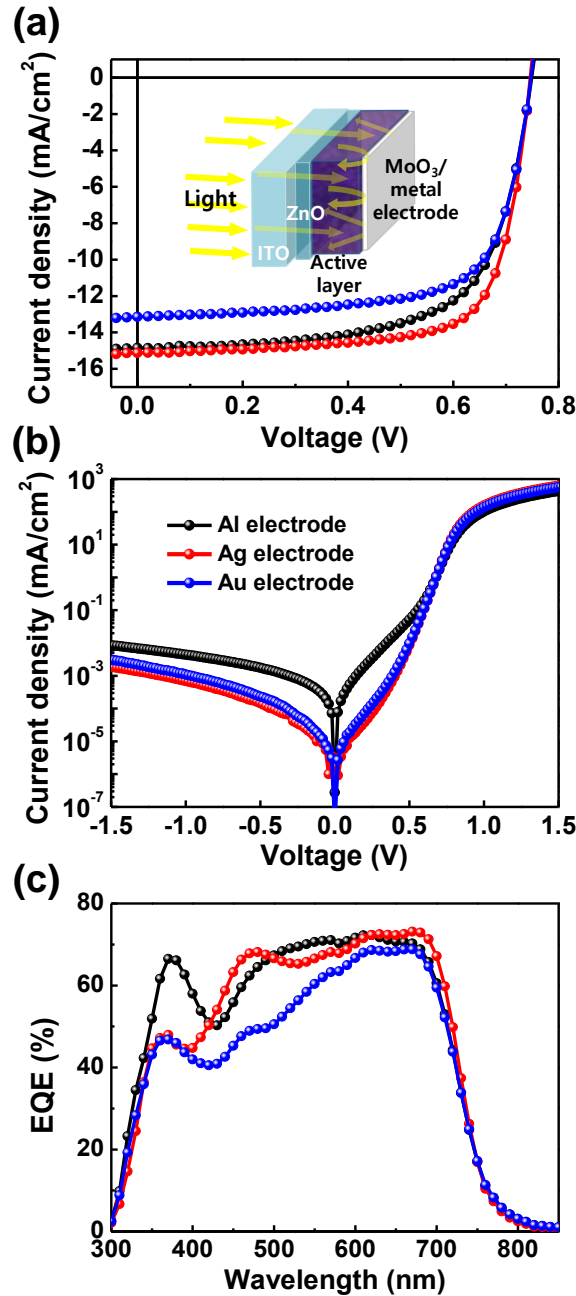 (a)
Current density (mA/cm²)
0
-2
-4
-6
-8
-10
-12
-14
-16
Light
ITO
ZnO
Active
layer
MoO₃/
metal
electrode
0.0 0.2 0.4 0.6 0.8
Voltage (V)
(b)
Current density (mA/cm²)
10³
10¹
10⁻¹
10⁻³
10⁻⁵
10⁻⁷
Al electrode
Ag electrode
Au electrode
-1.5 -1.0 -0.5 0.0 0.5 1.0 1.5
Voltage (V)
(c)
EQE (%)
80
60
40
20
0
300 400 500 600 700 800
Wavelength (nm)